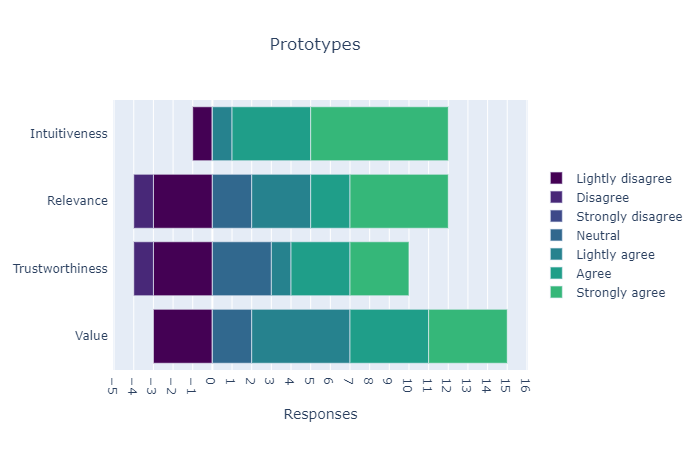 Prototypes
Intuitiveness
Relevance
Trustworthiness
Value
−5 −4 −3 −2 −1 0 1 2 3 4 5 6 7 8 9 10 11 12 13 14 15 16
Responses
Lightly disagree
Disagree
Strongly disagree
Neutral
Lightly agree
Agree
Strongly agree